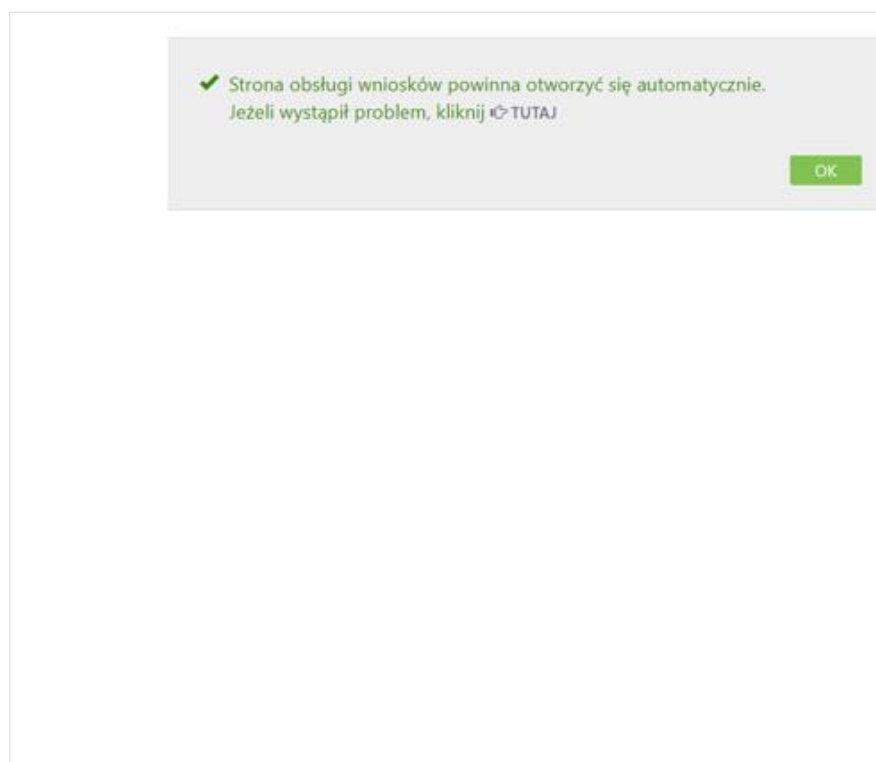 Strona obsługi wniosków powinna otworzyć się automatycznie.
Jeżeli wystąpił problem, kliknij TUTAJ
OK